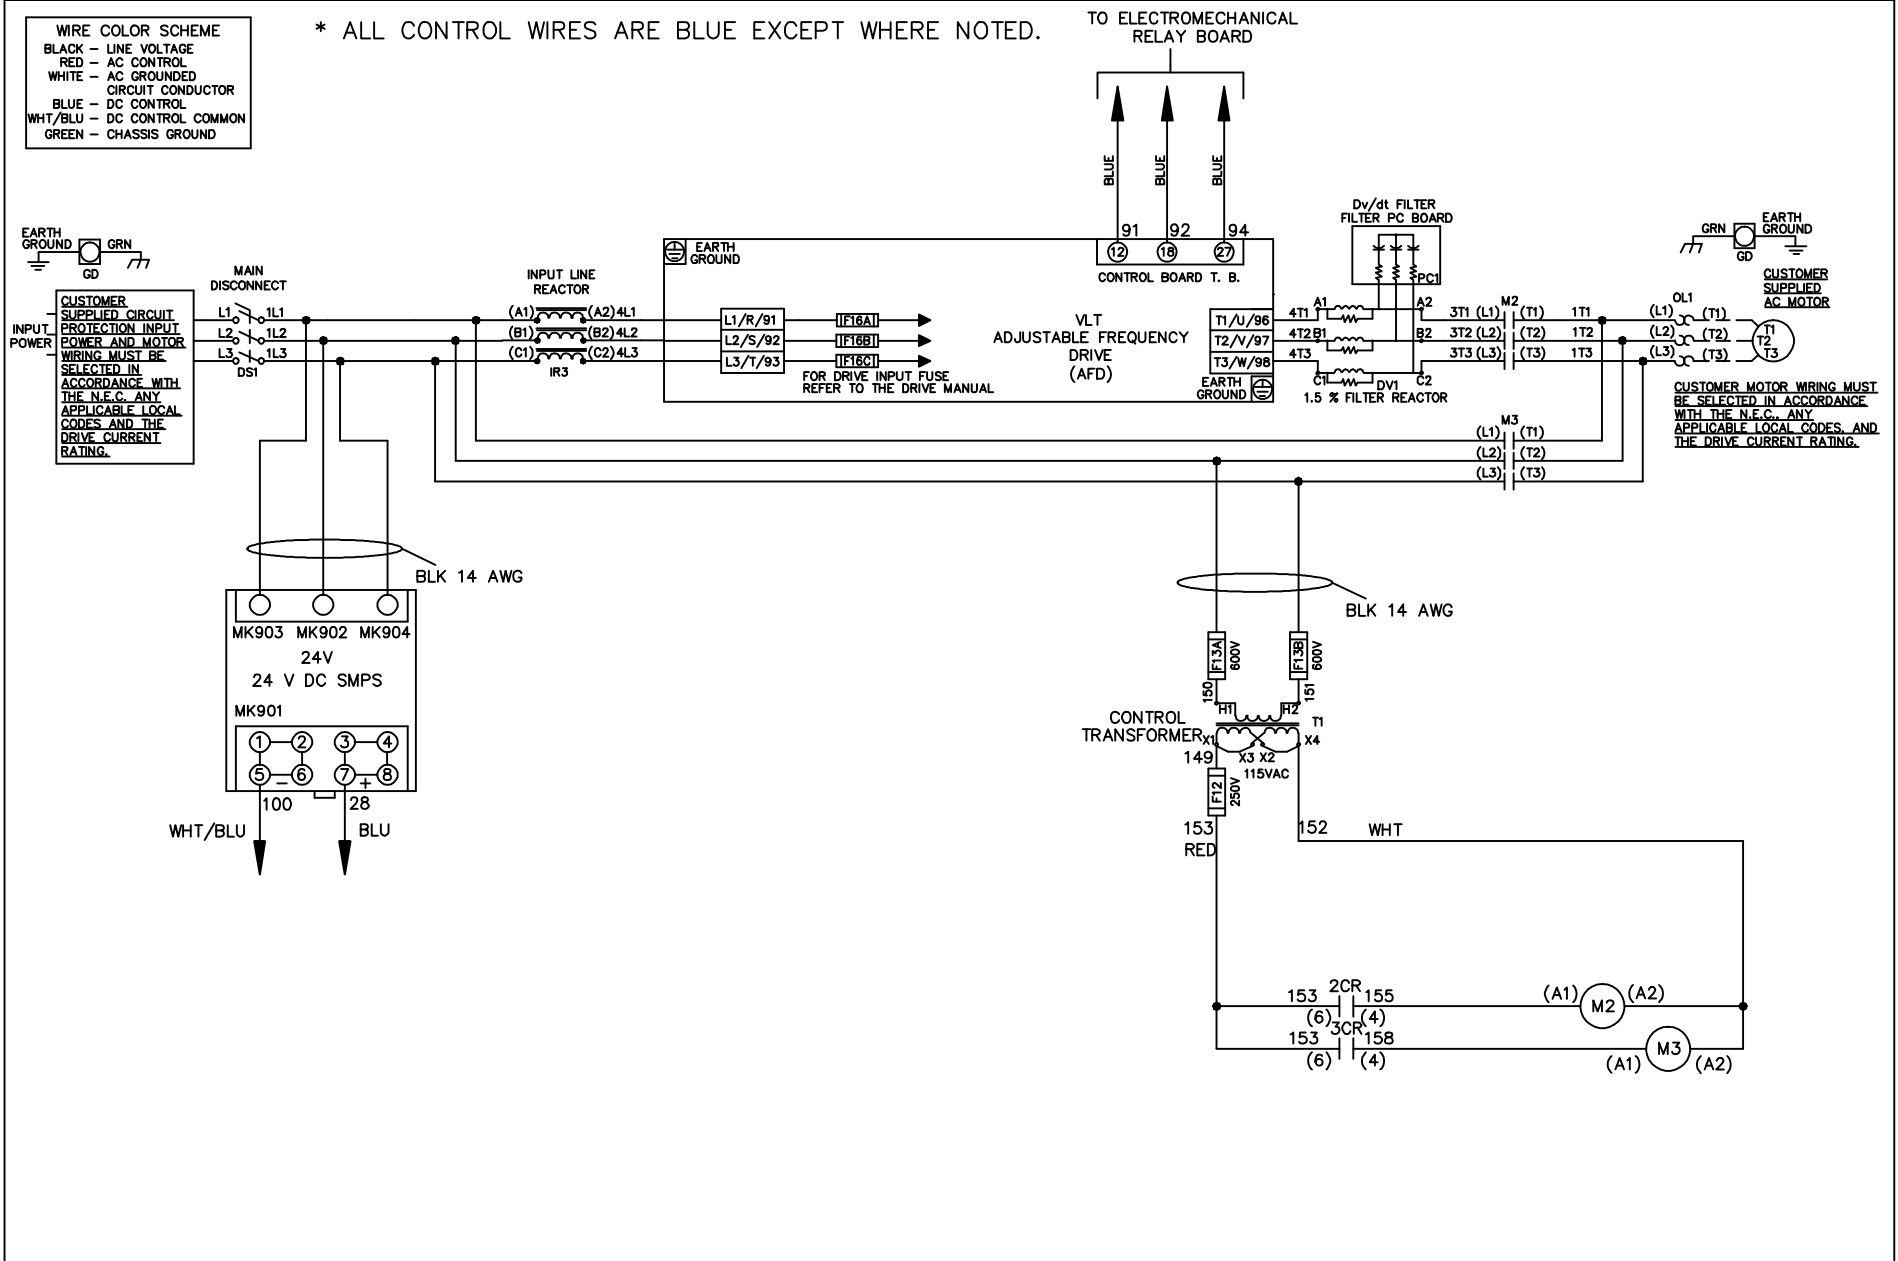 WIRE COLOR SCHEME
BLACK – LINE VOLTAGE
RED – AC CONTROL
WHITE – AC GROUNDED
CIRCUIT CONDUCTOR
BLUE – DC CONTROL
WHT/BLU – DC CONTROL COMMON
GREEN – CHASSIS GROUND
* ALL CONTROL WIRES ARE BLUE EXCEPT WHERE NOTED.
TO ELECTROMECHANICAL
RELAY BOARD
BLUE
BLUE
BLUE
91 92 94
12 18 27
CONTROL BOARD T. B.
EARTH
GROUND
GRN
GD
MAIN
DISCONNECT
L1 1L1
L2 1L2
L3 1L3
DS1
INPUT
POWER
CUSTOMER
SUPPLIED CIRCUIT
PROTECTION INPUT
POWER AND MOTOR
WIRING MUST BE
SELECTED IN
ACCORDANCE WITH
THE N.E.C. ANY
APPLICABLE LOCAL
CODES AND THE
DRIVE CURRENT
RATING.
INPUT LINE
REACTOR
(A1) (A2) 4L1
(B1) (B2) 4L2
(C1) (C2) 4L3
IR3
EARTH
GROUND
L1/R/91
L2/S/92
L3/T/93
IF16A
IF16B
IF16C
FOR DRIVE INPUT FUSE
REFER TO THE DRIVE MANUAL
VLT
ADJUSTABLE FREQUENCY
DRIVE
(AFD)
T1/U/96
T2/V/97
T3/W/98
EARTH
GROUND
Dv/dt FILTER
FILTER PC BOARD
PC1
4T1 A1 A2
4T2 B1 B2
4T3
C1 DV1 C2
1.5 % FILTER REACTOR
M2
3T1 (L1) (T1) 1T1
3T2 (L2) (T2) 1T2
3T3 (L3) (T3) 1T3
M3
(L1) (T1)
(L2) (T2)
(L3) (T3)
OL1
(L1) (T1)
(L2) (T2)
(L3) (T3)
T1
T2
T3
GRN
EARTH
GROUND
GD
CUSTOMER
SUPPLIED
AC MOTOR
CUSTOMER MOTOR WIRING MUST
BE SELECTED IN ACCORDANCE
WITH THE N.E.C., ANY
APPLICABLE LOCAL CODES, AND
THE DRIVE CURRENT RATING.
BLK 14 AWG
MK903 MK902 MK904
24V
24 V DC SMPS
MK901
1 2 3 4
5 6 7 8
– +
100 28
WHT/BLU BLU
BLK 14 AWG
F13A 600V
F13B 600V
150 151
H1 H2
CONTROL
TRANSFORMER
T1
X1 X4
X3 X2
149
115VAC
F12 250V
153
RED
152 WHT
2CR
153 155
(6) (4)
(A1) M2 (A2)
3CR
153 158
(6) (4)
(A1) M3 (A2)